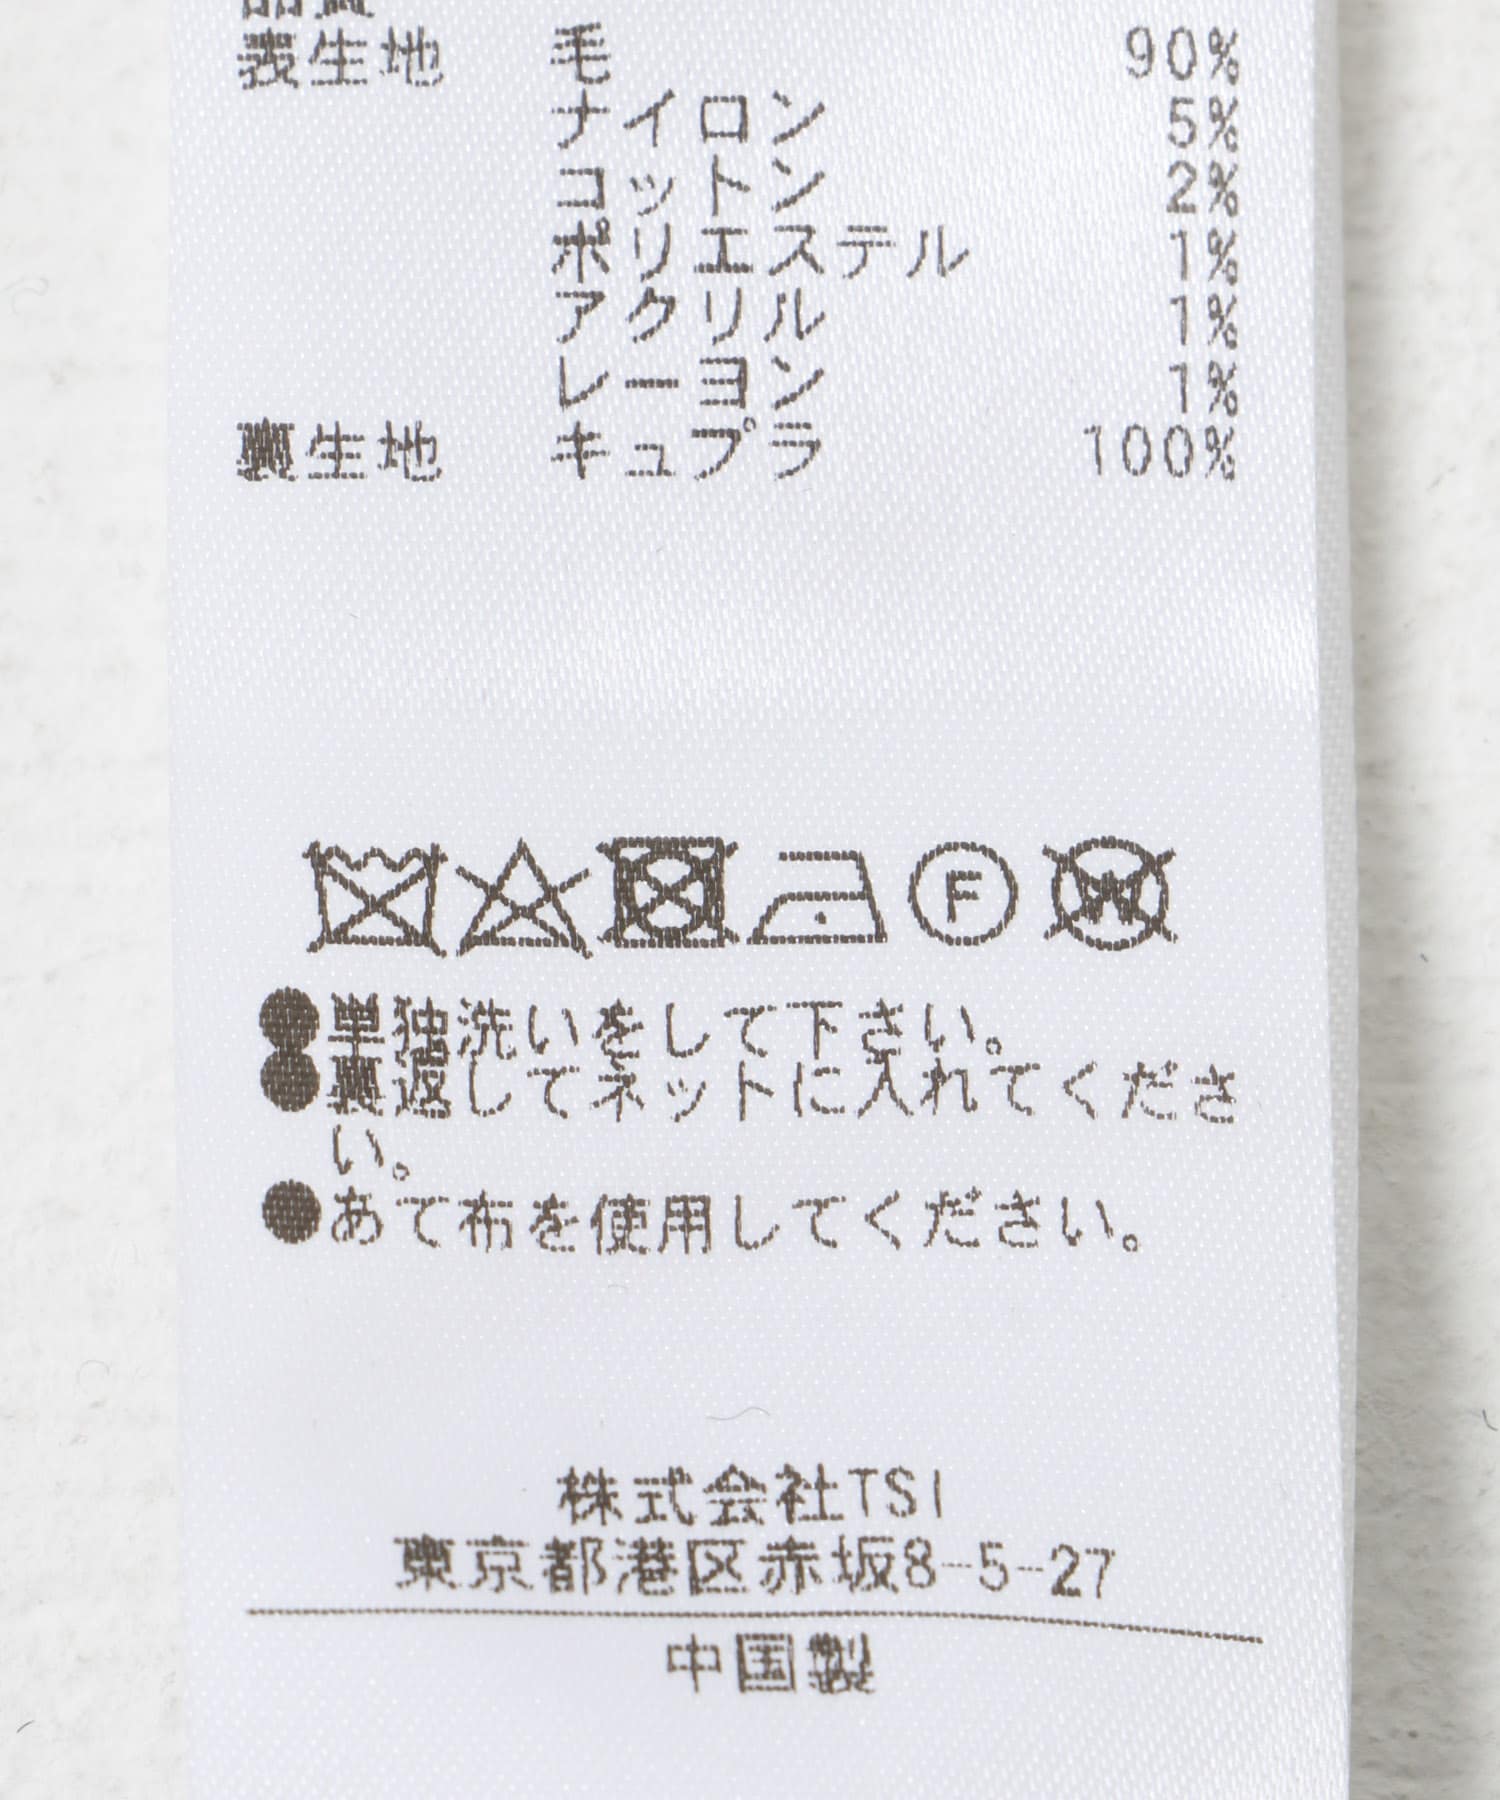 品質
表生地 毛 90%
ナイロン 5%
コットン 2%
ポリエステル 1%
アクリル 1%
レーヨン 1%
裏生地 キュプラ 100%
F W
●単独洗いをして下さい。
●裏返してネットに入れてくださ
い。
●あて布を使用してください。
株式会社TSI
東京都港区赤坂8-5-27
中国製